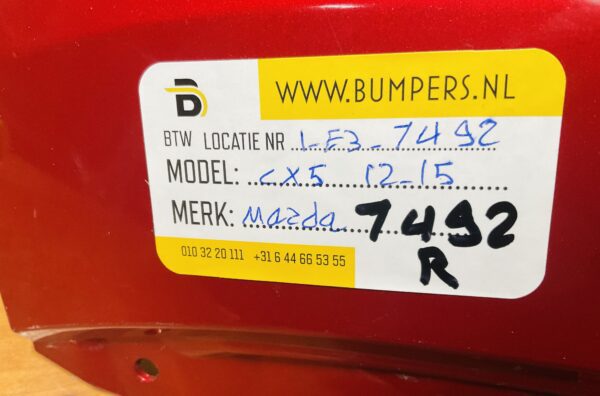 WWW.BUMPERS.NL
BTW LOCATIE NR LE3-7492
MODEL: CX5 12-15
MERK: Mazda 7492
R
010 32 20 111 +31 6 44 66 53 55